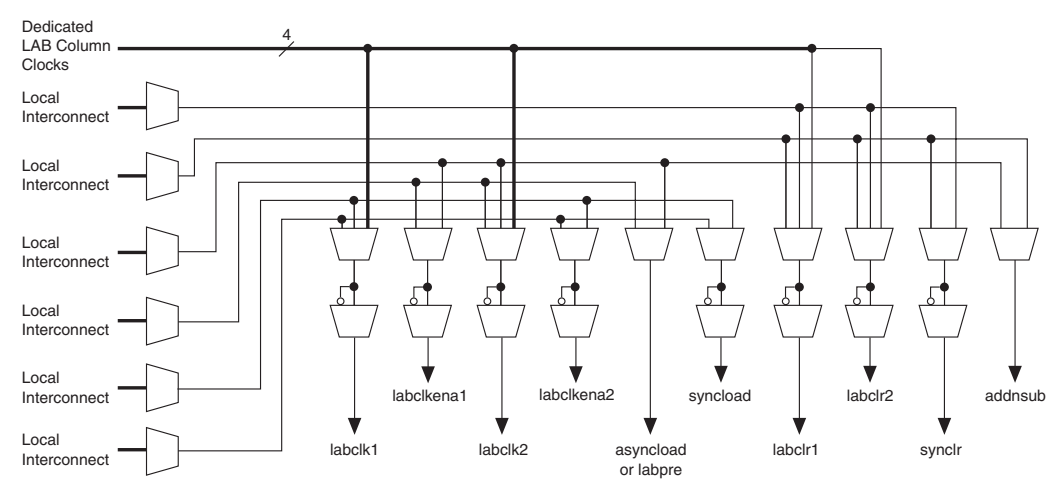 Dedicated
LAB Column
Clocks
4
Local
Interconnect
Local
Interconnect
Local
Interconnect
Local
Interconnect
Local
Interconnect
Local
Interconnect
labclkena1
labclkena2
syncload
labclr2
addnsub
labclk1
labclk2
asyncload
or labpre
labclr1
synclr